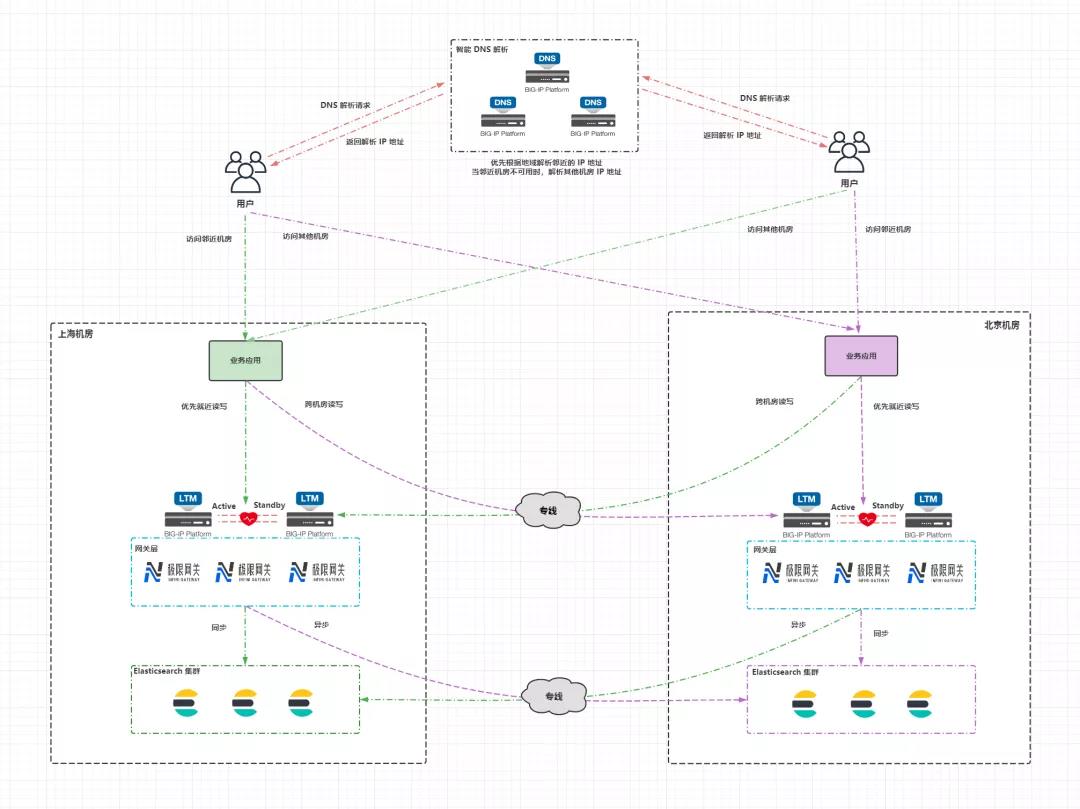 智能 DNS 解析
DNS
BIG-IP Platform
DNS
DNS
BIG-IP Platform
BIG-IP Platform
DNS 解析请求
返回解析 IP 地址
DNS 解析请求
返回解析 IP 地址
优先根据地域解析邻近的 IP 地址
当邻近机房不可用时，解析其他机房 IP 地址
用户
用户
访问邻近机房
访问其他机房
访问其他机房
访问邻近机房
上海机房
北京机房
业务应用
业务应用
优先就近读写
跨机房读写
跨机房读写
优先就近读写
LTM
Active
Standby
LTM
BIG-IP Platform
BIG-IP Platform
专线
LTM
Active
Standby
LTM
BIG-IP Platform
BIG-IP Platform
网关层
极限网关
INFINI GATEWAY
极限网关
INFINI GATEWAY
极限网关
INFINI GATEWAY
网关层
极限网关
INFINI GATEWAY
极限网关
INFINI GATEWAY
极限网关
INFINI GATEWAY
同步
异步
异步
同步
Elasticsearch 集群
专线
Elasticsearch 集群